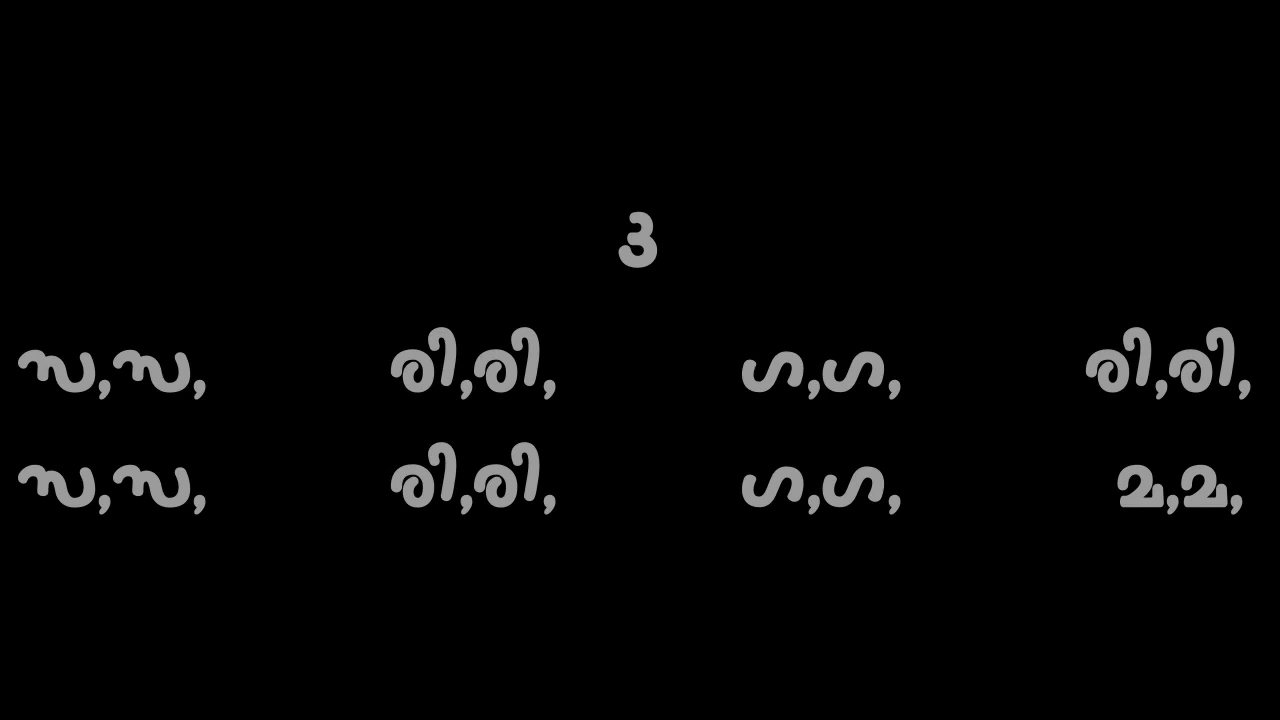 3
സ,സ, രി,രി, ഗ,ഗ, രി,രി,
സ,സ, രി,രി, ഗ,ഗ, മ,മ,